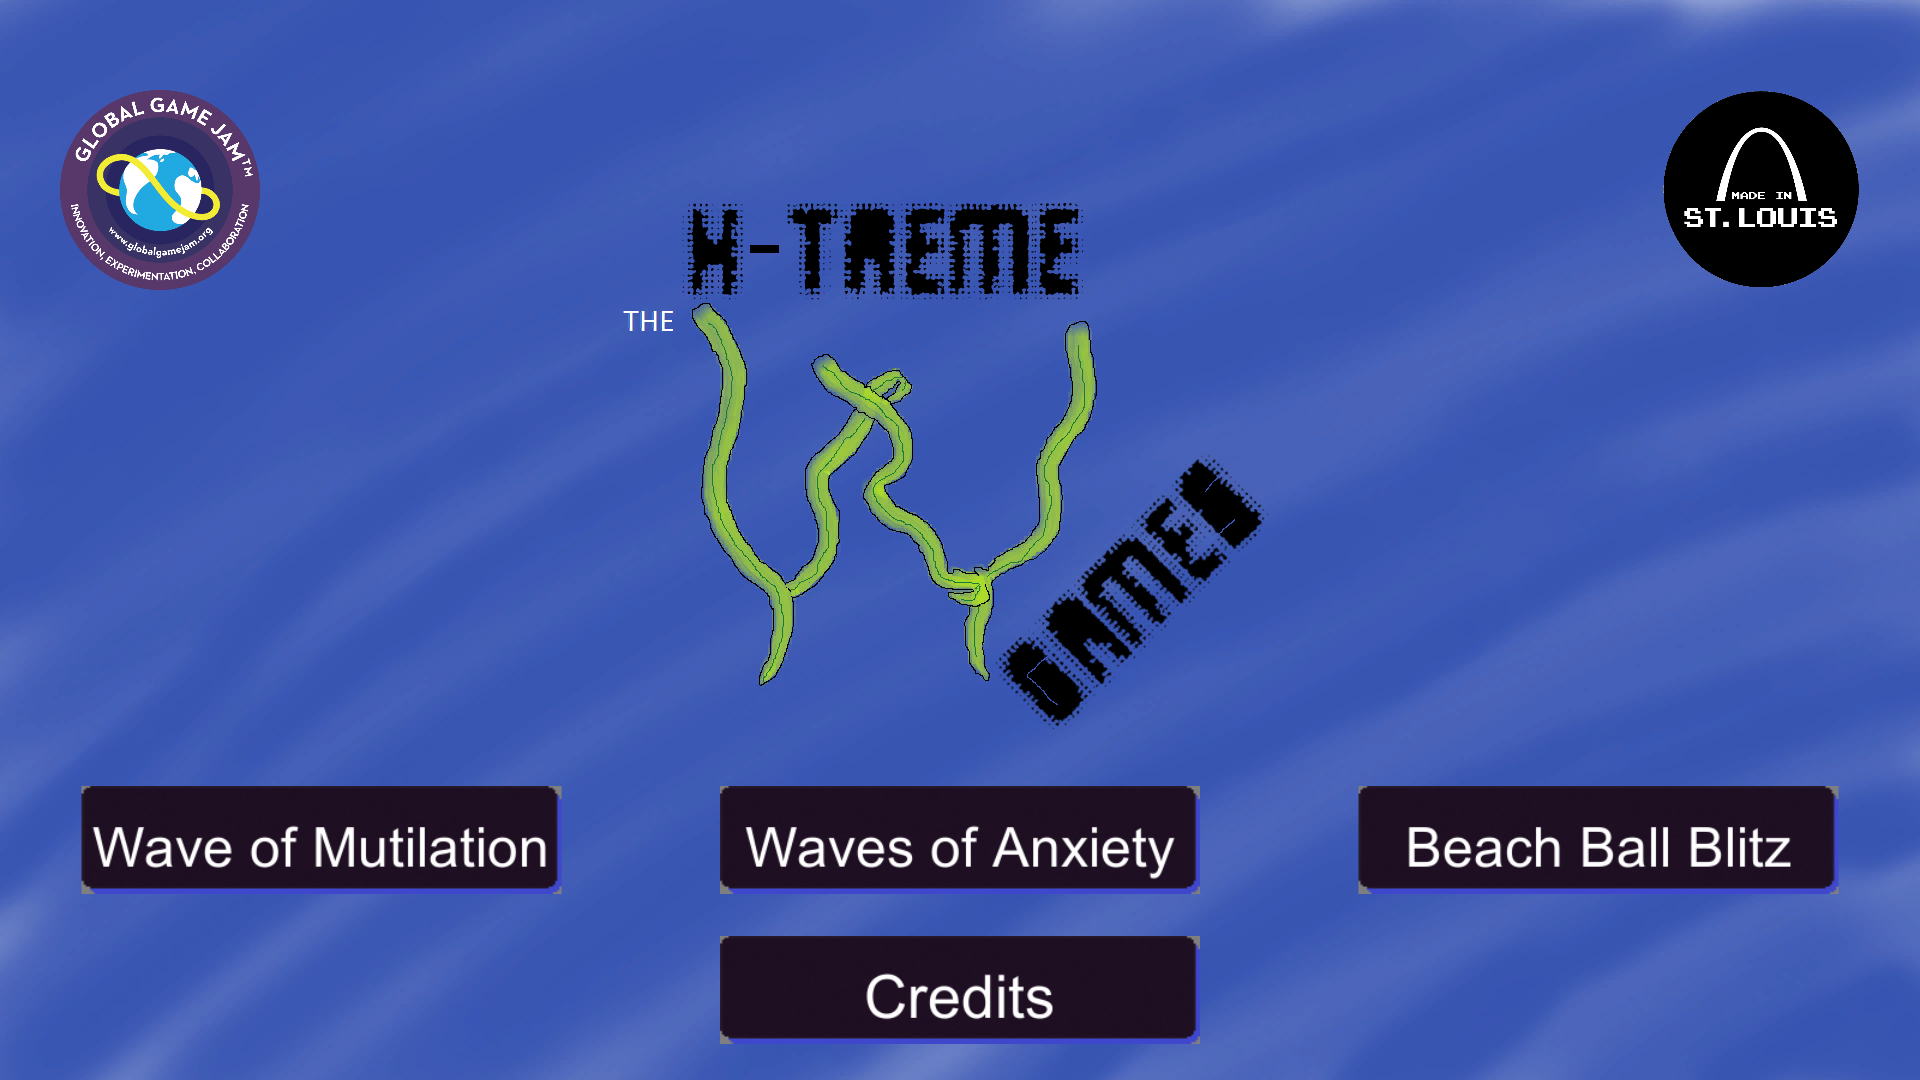 GLOBAL GAME JAM™
www.globalgamejam.org
INNOVATION, EXPERIMENTATION, COLLABORATION
MADE IN
ST. LOUIS
W-TREME
THE
W
GAMES
Wave of Mutilation
Waves of Anxiety
Beach Ball Blitz
Credits